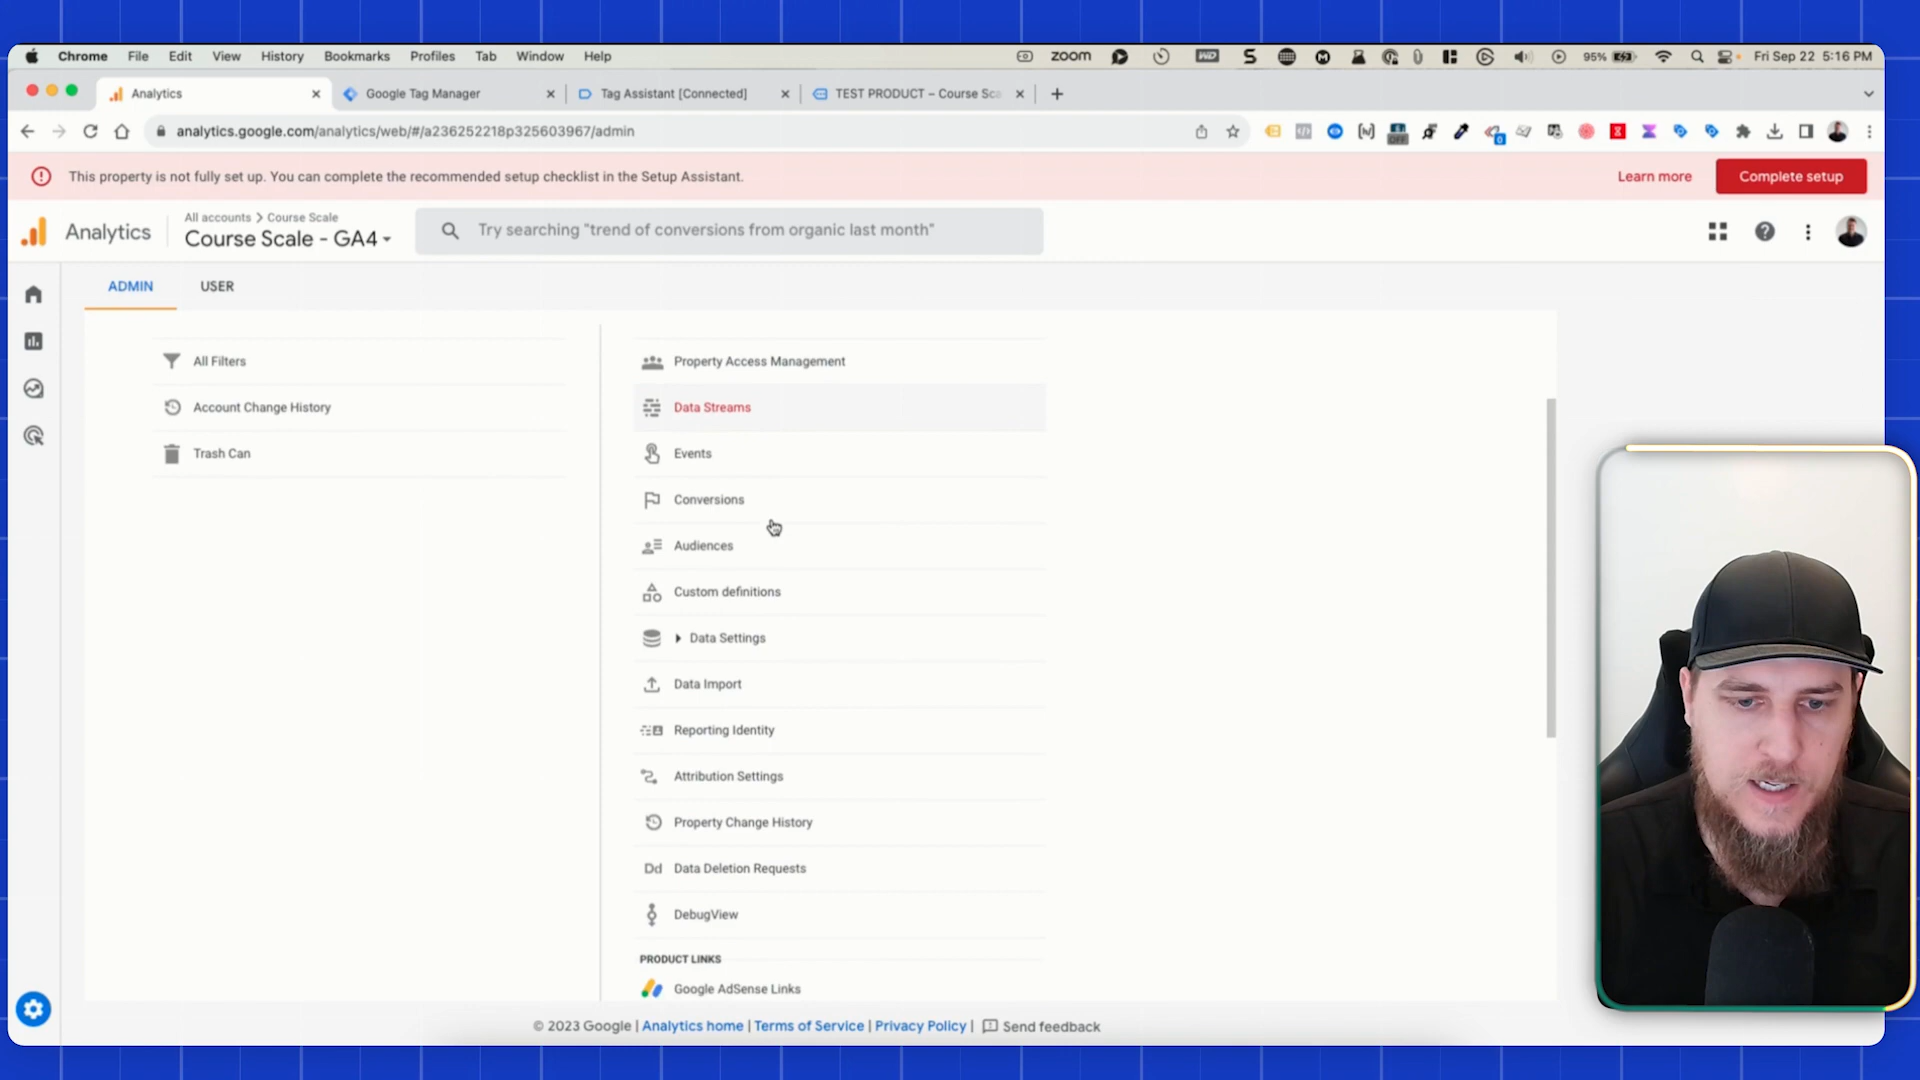 Chrome File Edit View History Bookmarks Profiles Tab Window Help zoom 95% Fri Sep 22 5:16 PM
Analytics Google Tag Manager Tag Assistant [Connected] TEST PRODUCT – Course Sca
analytics.google.com/analytics/web/#/a236252218p325603967/admin
This property is not fully set up. You can complete the recommended setup checklist in the Setup Assistant. Learn more Complete setup
All accounts > Course Scale
Analytics Course Scale - GA4 Try searching "trend of conversions from organic last month"
ADMIN USER
All Filters
Account Change History
Trash Can
Property Access Management
Data Streams
Events
Conversions
Audiences
Custom definitions
Data Settings
Data Import
Reporting Identity
Attribution Settings
Property Change History
Dd Data Deletion Requests
DebugView
PRODUCT LINKS
Google AdSense Links
© 2023 Google | Analytics home | Terms of Service | Privacy Policy | Send feedback